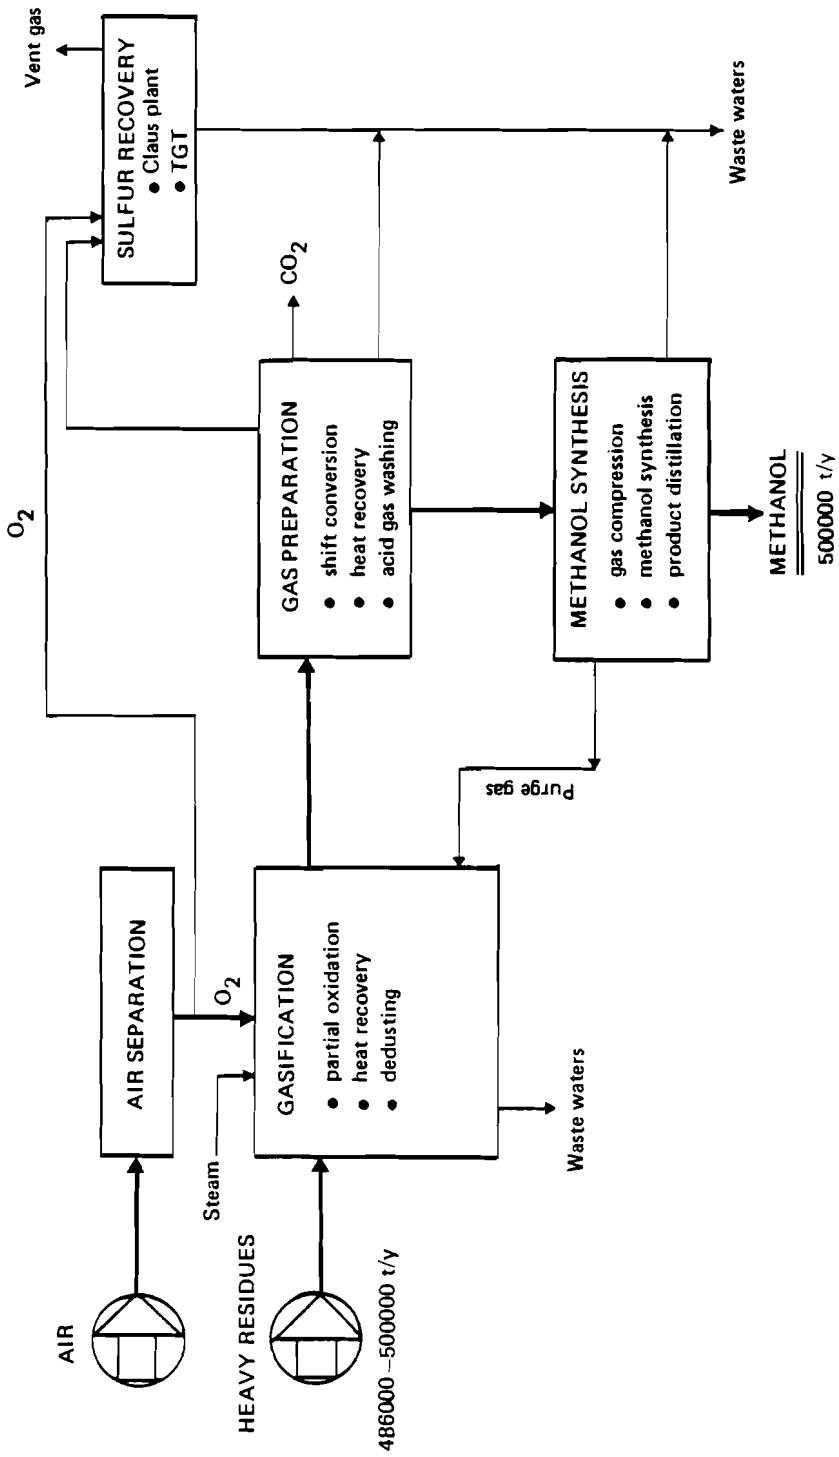 AIR
AIR SEPARATION
O2
O2
Steam
HEAVY RESIDUES
486000–500000 t/y
GASIFICATION
● partial oxidation
● heat recovery
● dedusting
Waste waters
Purge gas
GAS PREPARATION
● shift conversion
● heat recovery
● acid gas washing
CO2
SULFUR RECOVERY
● Claus plant
● TGT
Vent gas
METHANOL SYNTHESIS
● gas compression
● methanol synthesis
● product distillation
METHANOL
500000 t/y
Waste waters